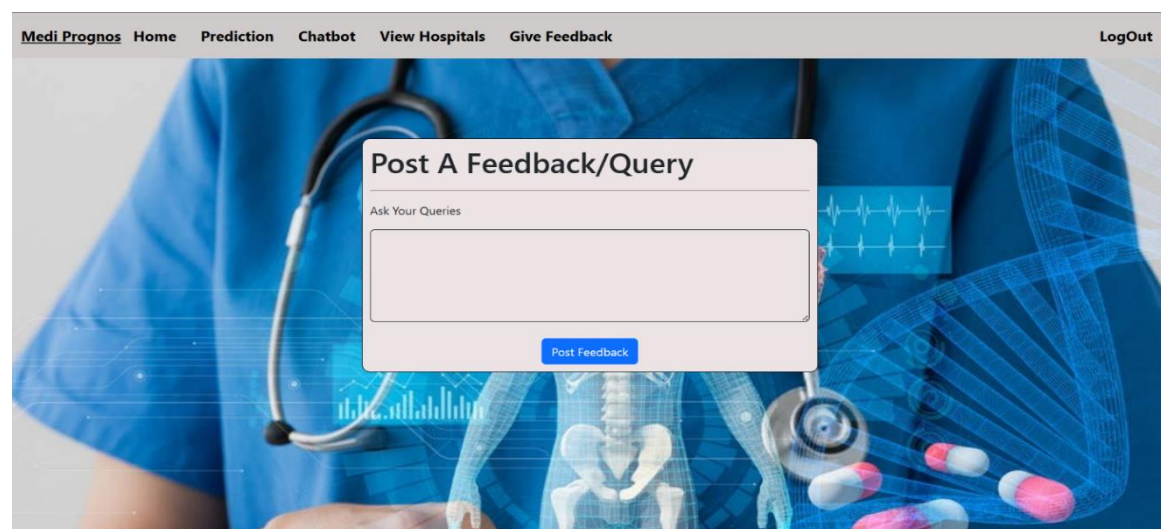 Medi Prognos Home Prediction Chatbot View Hospitals Give Feedback LogOut
Post A Feedback/Query
Ask Your Queries
Post Feedback